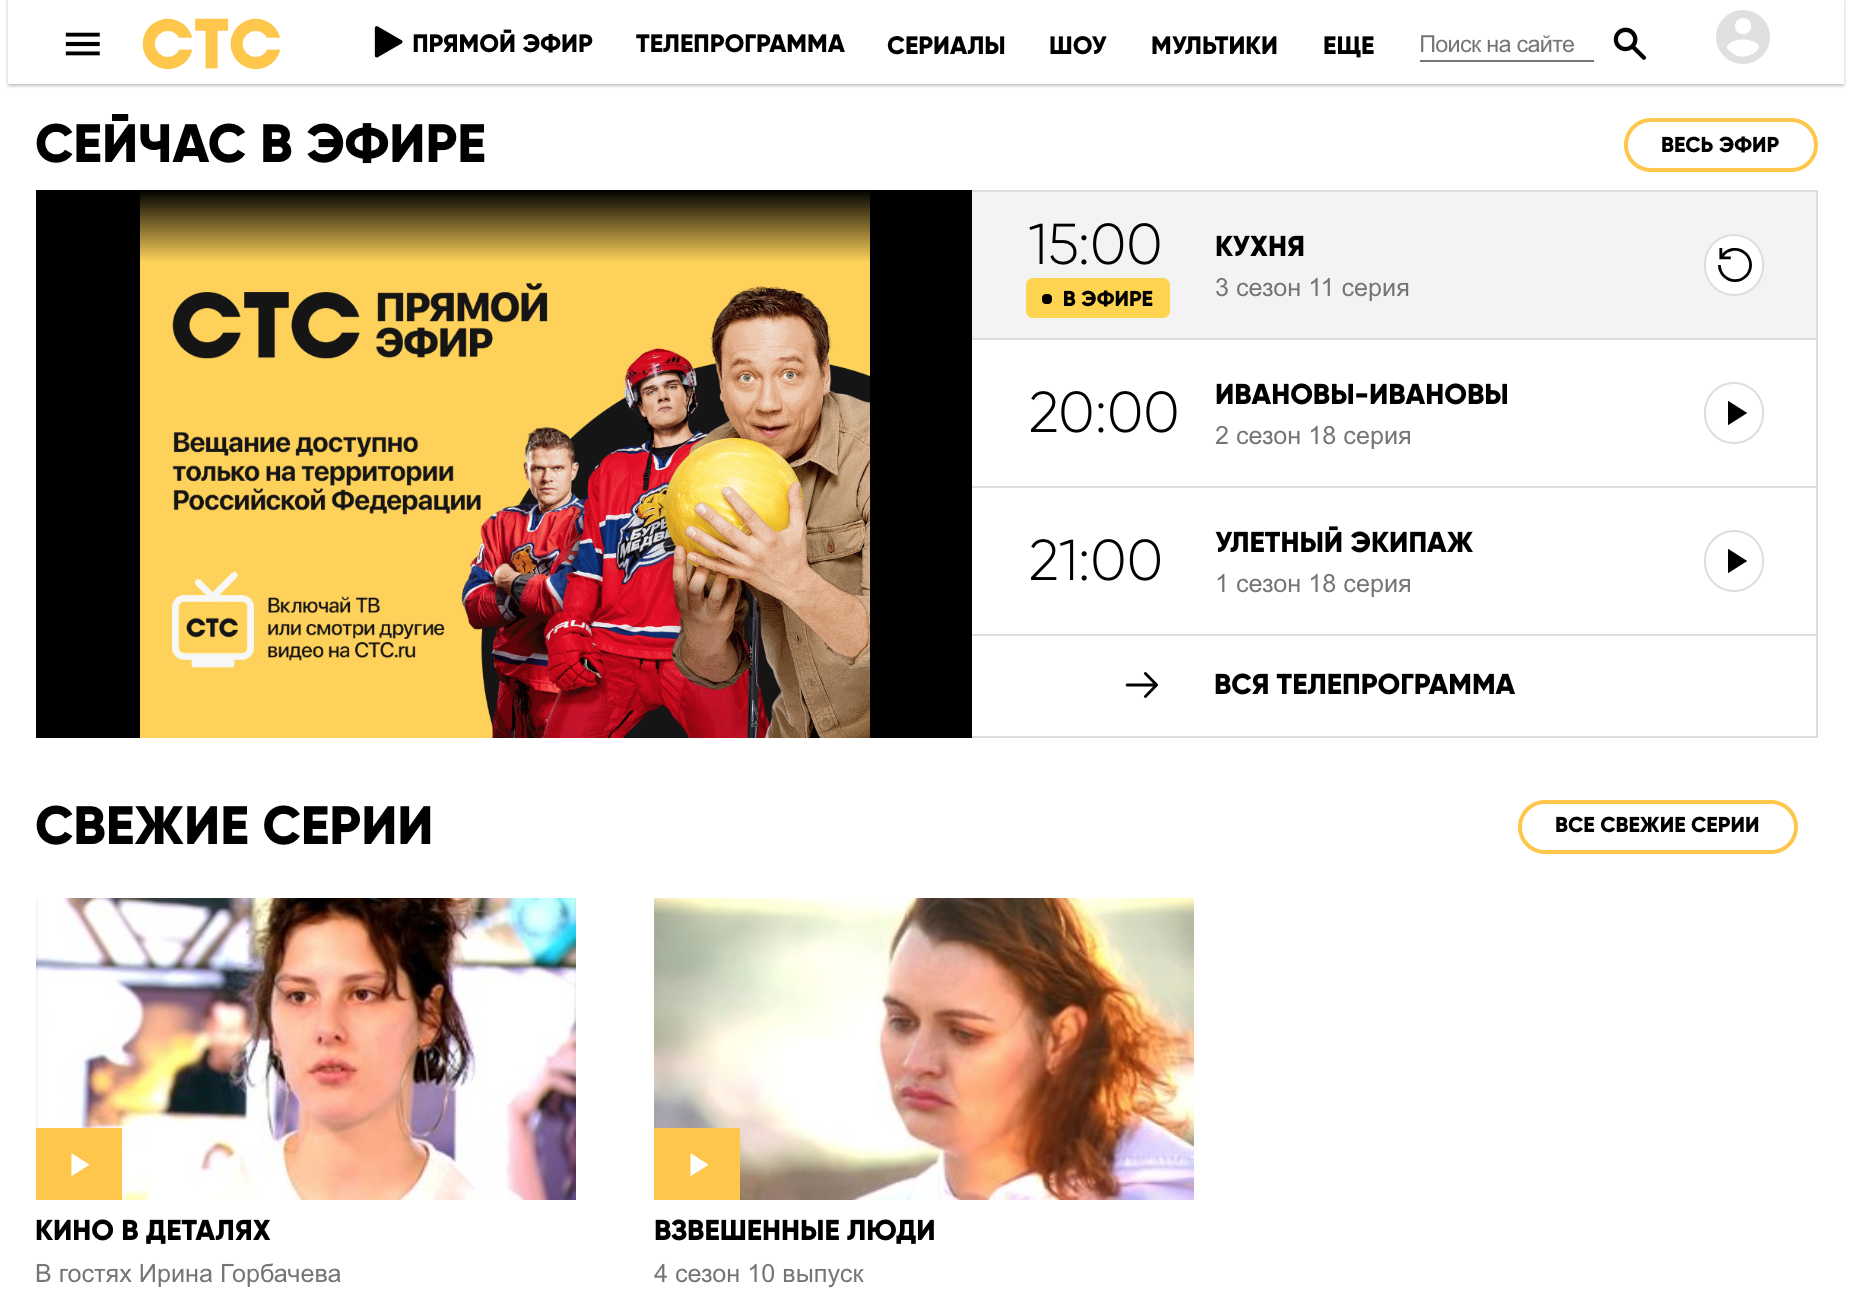 СТС
ПРЯМОЙ ЭФИР
ТЕЛЕПРОГРАММА
СЕРИАЛЫ
ШОУ
МУЛЬТИКИ
ЕЩЕ
Поиск на сайте
СЕЙЧАС В ЭФИРЕ
ВЕСЬ ЭФИР
СТС ПРЯМОЙ
ЭФИР
Вещание доступно
только на территории
Российской Федерации
СТС
Включай ТВ
или смотри другие
видео на СТС.ru
15:00
В ЭФИРЕ
КУХНЯ
3 сезон 11 серия
20:00
ИВАНОВЫ-ИВАНОВЫ
2 сезон 18 серия
21:00
УЛЕТНЫЙ ЭКИПАЖ
1 сезон 18 серия
ВСЯ ТЕЛЕПРОГРАММА
СВЕЖИЕ СЕРИИ
ВСЕ СВЕЖИЕ СЕРИИ
КИНО В ДЕТАЛЯХ
В гостях Ирина Горбачева
ВЗВЕШЕННЫЕ ЛЮДИ
4 сезон 10 выпуск